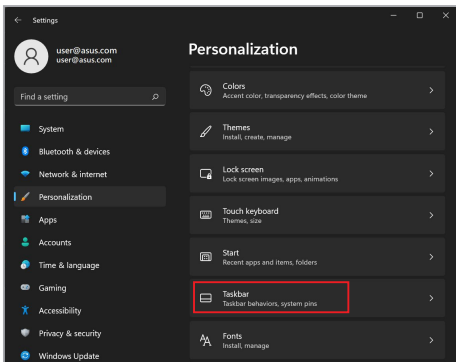 Settings
user@asus.com
user@asus.com
Find a setting
System
Bluetooth & devices
Network & internet
Personalization
Apps
Accounts
Time & language
Gaming
Accessibility
Privacy & security
Windows Update
Personalization
Colors
Accent color, transparency effects, color theme
Themes
Install, create, manage
Lock screen
Lock screen images, apps, animations
Touch keyboard
Themes, size
Start
Recent apps and items, folders
Taskbar
Taskbar behaviors, system pins
Fonts
Install, manage